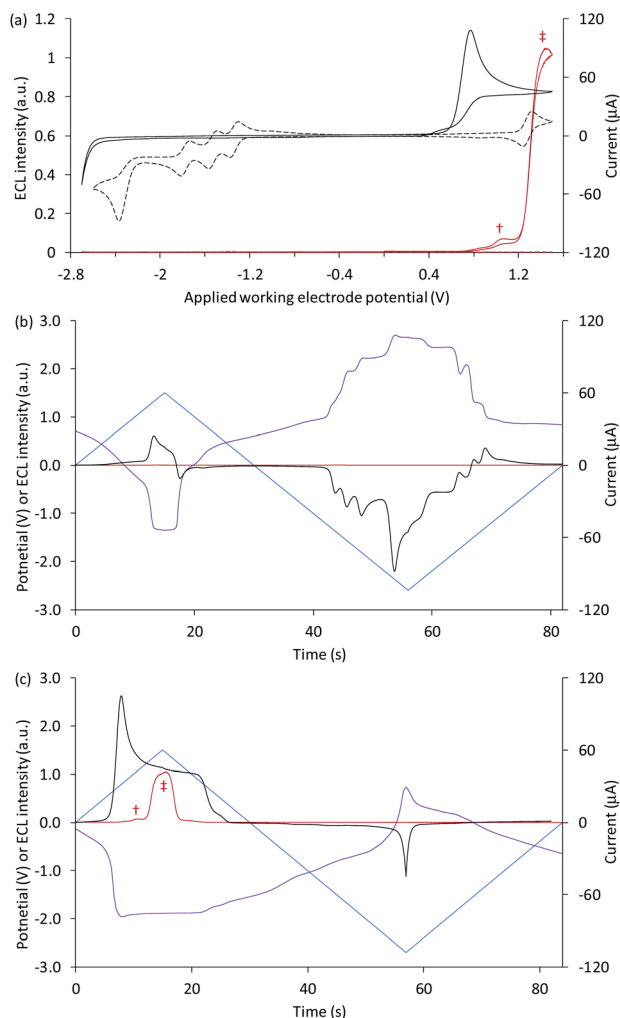 (a)
1.2
1
0.8
0.6
0.4
0.2
0
ECL intensity (a.u.)
120
60
0
-60
-120
Current (µA)
‡
†
-2.8 -2 -1.2 -0.4 0.4 1.2
Applied working electrode potential (V)
(b)
3.0
2.0
1.0
0.0
-1.0
-2.0
-3.0
Potnetial (V) or ECL intensity (a.u.)
120
60
0
-60
-120
Current (µA)
0 20 40 60 80
Time (s)
(c)
3.0
2.0
1.0
0.0
-1.0
-2.0
-3.0
Potnetial (V) or ECL intensity (a.u.)
120
60
0
-60
-120
Current (µA)
† ‡
0 20 40 60 80
Time (s)